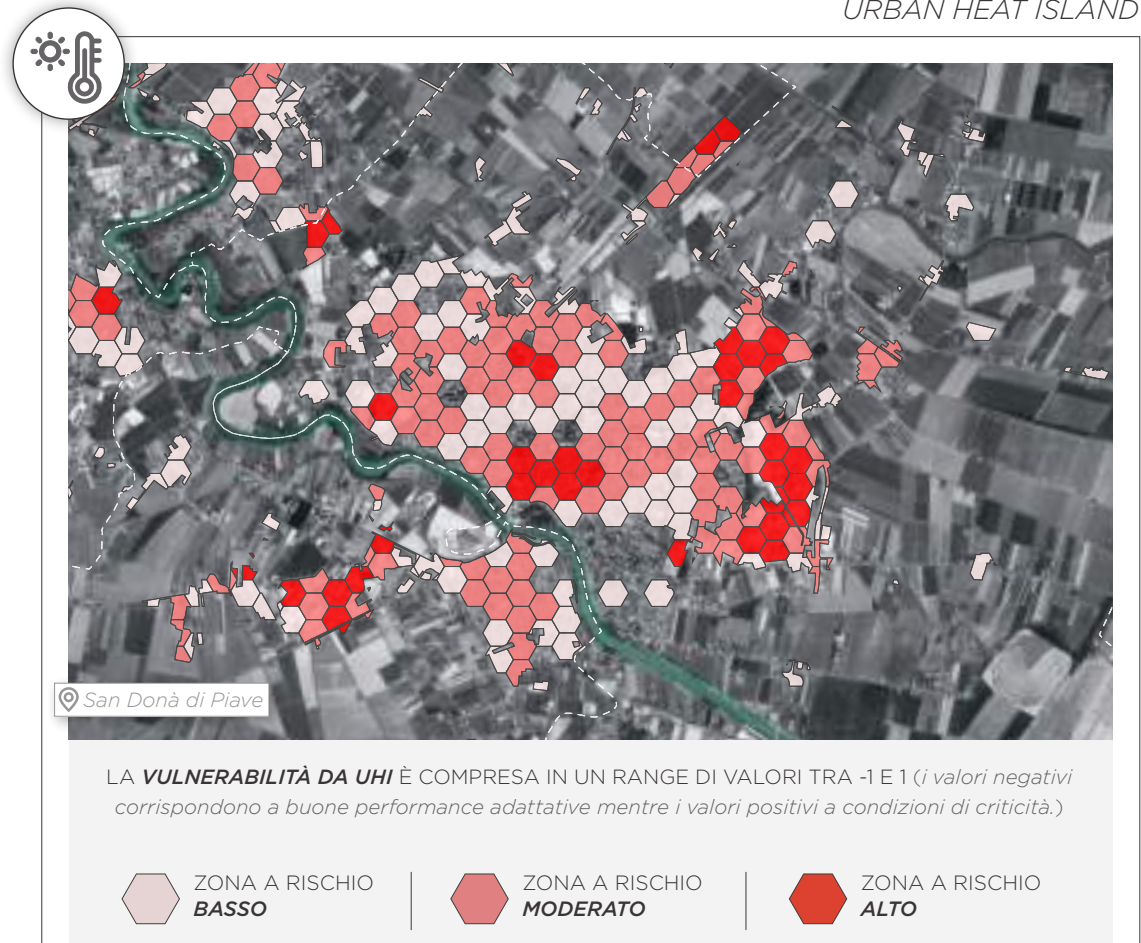 URBAN HEAT ISLAND
San Donà di Piave
LA VULNERABILITÀ DA UHI È COMPRESA IN UN RANGE DI VALORI TRA -1 E 1 (i valori negativi
corrispondono a buone performance adattative mentre i valori positivi a condizioni di criticità.)
ZONA A RISCHIO
BASSO
ZONA A RISCHIO
MODERATO
ZONA A RISCHIO
ALTO